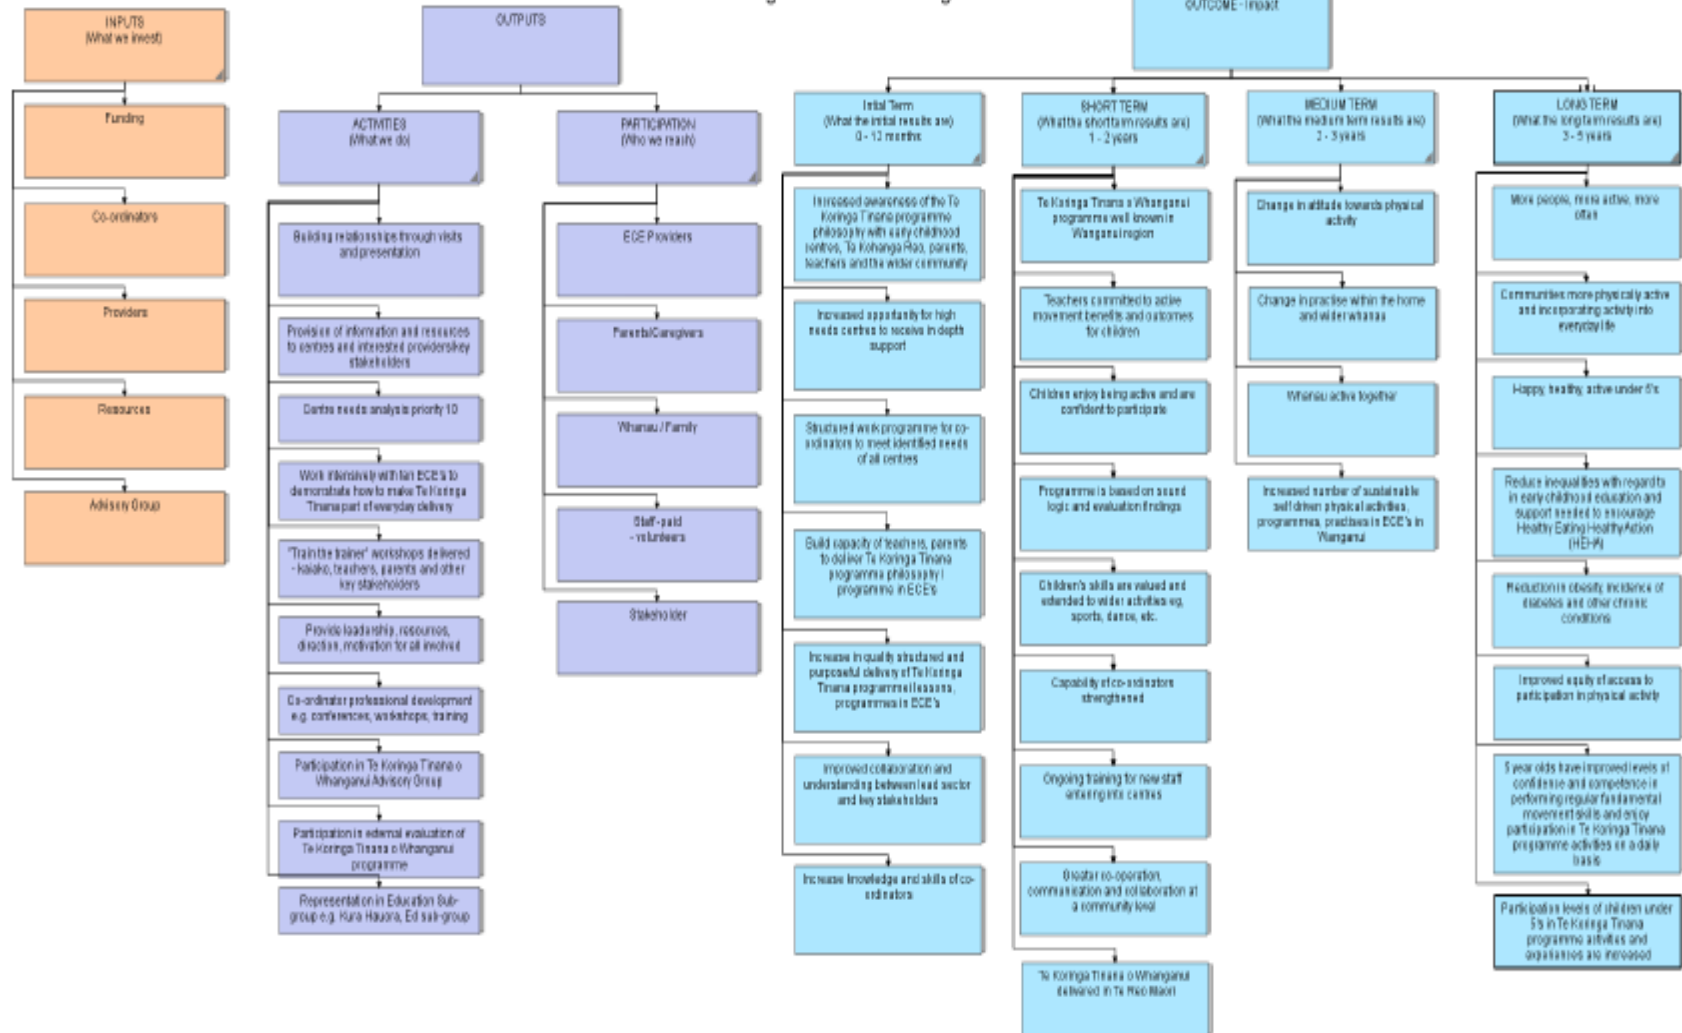 INPUTS
(What we invest)
Funding
Co-ordinators
Providers
Resources
Advisory Group
OUTPUTS
ACTIVITIES
(What we do)
Building relationships through visits
and presentation
Provision of information and resources
to centres and interested providers/key
stakeholders
Centre needs analysis priority 10
Work intensively with ten ECE's to
demonstrate how to make Te Koringa
Tinana part of everyday delivery
"Train the trainer" workshops delivered
- kaiako, teachers, parents and other
key stakeholders
Provide leadership, resources,
direction, motivation for all involved
Co-ordinator professional development
e.g. conferences, workshops, training
Participation in Te Koringa Tinana o
Whanganui Advisory Group
Participation in external evaluation of
Te Koringa Tinana o Whanganui
programme
Representation in Education Sub-
group e.g. Kura Hauora, Ed sub-group
PARTICIPATION
(Who we reach)
ECE Providers
Parents/Caregivers
Whanau / Family
Staff-paid
- volunteers
Stakeholder
OUTCOME - Impact
Initial Term
(What the initial results are)
0 - 12 months
Increased awareness of the Te
Koringa Tinana programme
philosophy with early childhood
centres, Te Kohanga Reo, parents,
teachers and the wider community
Increased opportunity for high
needs centres to receive in depth
support
Structured work programme for co-
ordinators to meet identified needs
of all centres
Build capacity of teachers, parents
to deliver Te Koringa Tinana
programme philosophy /
programme in ECE's
Increase in quality structured and
purposeful delivery of Te Koringa
Tinana programme lessons,
programmes in ECE's
Improved collaboration and
understanding between lead sector
and key stakeholders
Increase knowledge and skills of co-
ordinators
SHORT TERM
(What the short term results are)
1 - 2 years
Te Koringa Tinana o Whanganui
programme well known in
Wanganui region
Teachers committed to active
movement benefits and outcomes
for children
Children enjoy being active and are
confident to participate
Programme is based on sound
logic and evaluation findings
Children's skills are valued and
extended to wider activities eg,
sports, dance, etc.
Capability of co-ordinators
strengthened
Ongoing training for new staff
entering into centres
Greater co-operation,
communication and collaboration at
a community level
Te Koringa Tinana o Whanganui
delivered in Te Reo Maori
MEDIUM TERM
(What the medium term results are)
2 - 3 years
Change in attitude towards physical
activity
Change in practise within the home
and wider whanau
Whanau active together
Increased number of sustainable
self driven physical activities,
programmes, practises in ECE's in
Wanganui
LONG TERM
(What the long term results are)
3 - 5 years
More people, more active, more
often
Communities more physically active
and incorporating activity into
everyday life
Happy, healthy, active under 5's
Reduce inequalities with regard to
in early childhood education and
support needed to encourage
Healthy Eating Healthy Action
(HEHA)
Reduction in obesity, incidence of
diabetes and other chronic
conditions
Improved equity of access to
participation in physical activity
5 year olds have improved levels of
confidence and competence in
performing regular fundamental
movement skills and enjoy
participation in Te Koringa Tinana
programme activities on a daily
basis
Participation levels of children under
5's in Te Koringa Tinana
programme activities and
experiences are increased